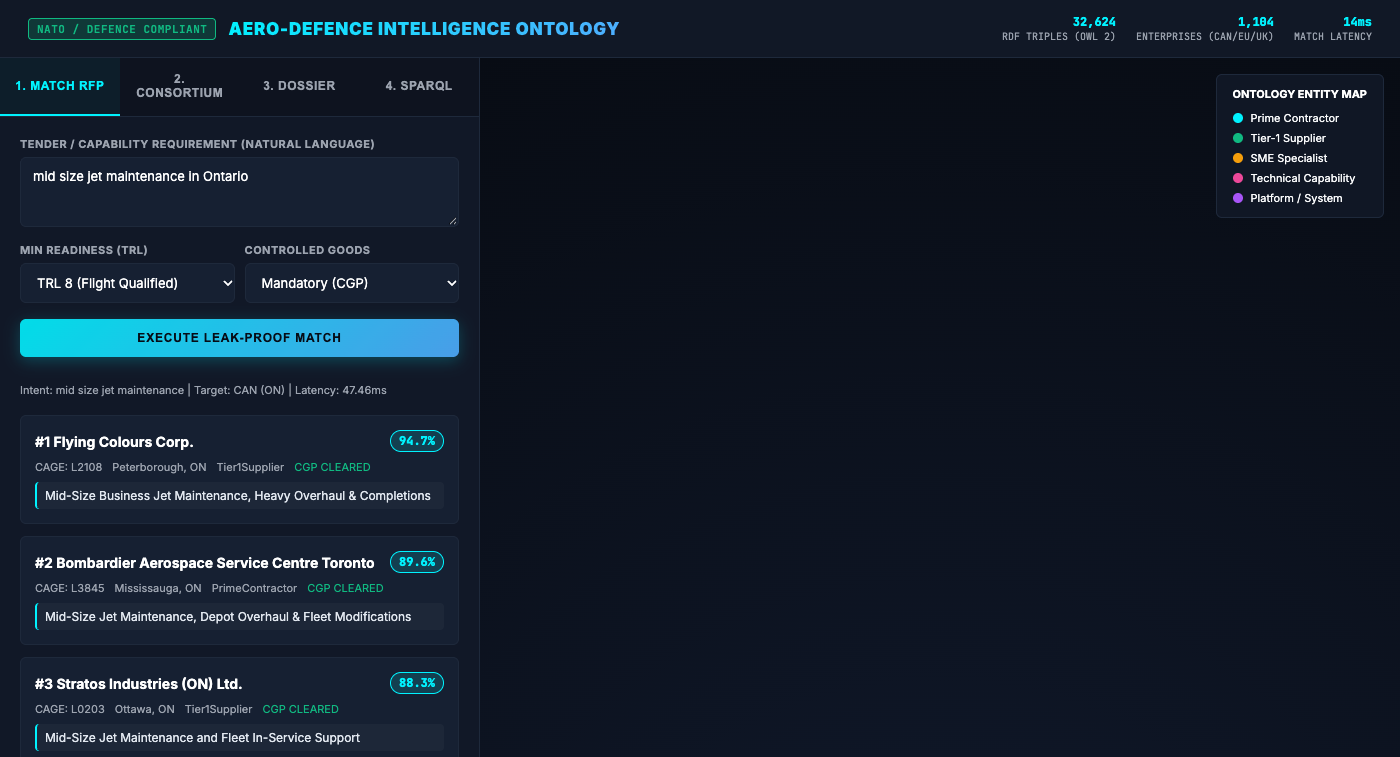 NATO / DEFENCE COMPLIANT
AERO-DEFENCE INTELLIGENCE ONTOLOGY
32,624
RDF TRIPLES (OWL 2)
1,104
ENTERPRISES (CAN/EU/UK)
14ms
MATCH LATENCY
1. MATCH RFP
2.
CONSORTIUM
3. DOSSIER
4. SPARQL
TENDER / CAPABILITY REQUIREMENT (NATURAL LANGUAGE)
mid size jet maintenance in Ontario
MIN READINESS (TRL)
CONTROLLED GOODS
TRL 8 (Flight Qualified)
Mandatory (CGP)
EXECUTE LEAK-PROOF MATCH
Intent: mid size jet maintenance | Target: CAN (ON) | Latency: 47.46ms
#1 Flying Colours Corp.
94.7%
CAGE: L2108 Peterborough, ON Tier1Supplier CGP CLEARED
Mid-Size Business Jet Maintenance, Heavy Overhaul & Completions
#2 Bombardier Aerospace Service Centre Toronto
89.6%
CAGE: L3845 Mississauga, ON PrimeContractor CGP CLEARED
Mid-Size Jet Maintenance, Depot Overhaul & Fleet Modifications
#3 Stratos Industries (ON) Ltd.
88.3%
CAGE: L0203 Ottawa, ON Tier1Supplier CGP CLEARED
Mid-Size Jet Maintenance and Fleet In-Service Support
ONTOLOGY ENTITY MAP
Prime Contractor
Tier-1 Supplier
SME Specialist
Technical Capability
Platform / System